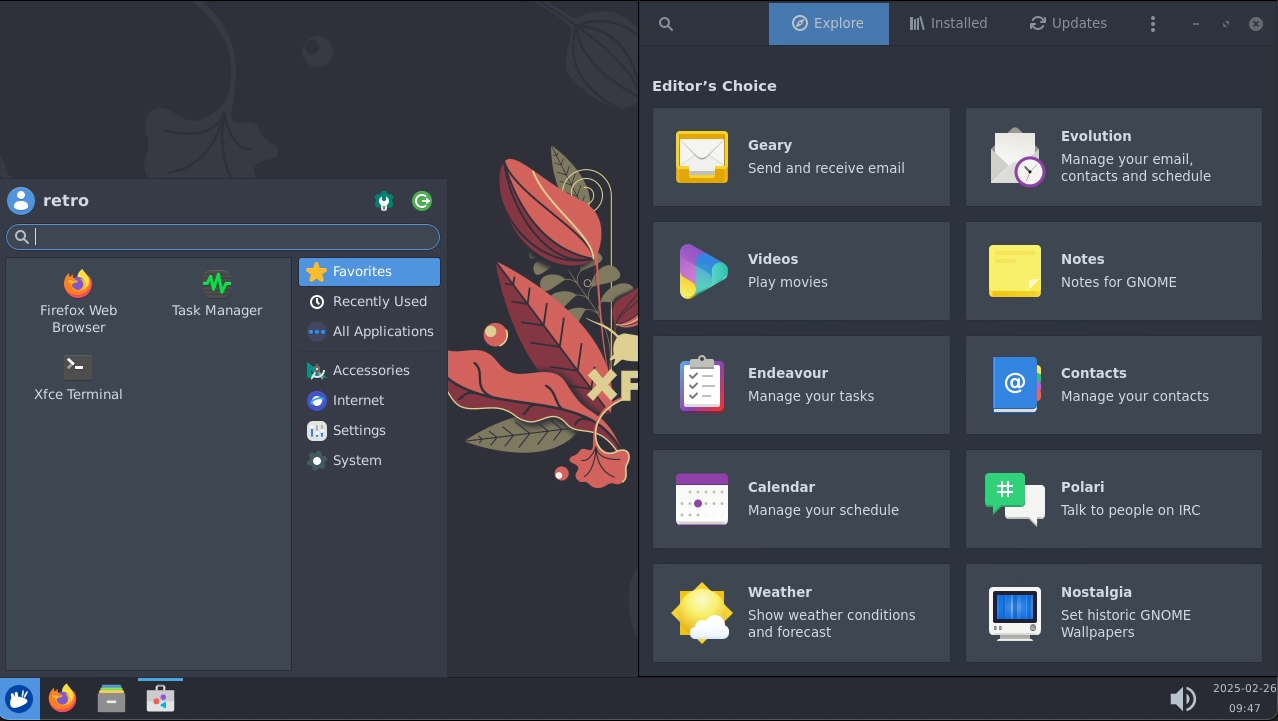 Explore
Installed
Updates
Editor’s Choice
Geary
Send and receive email
Evolution
Manage your email,
contacts and schedule
Videos
Play movies
Notes
Notes for GNOME
Endeavour
Manage your tasks
Contacts
Manage your contacts
Calendar
Manage your schedule
Polari
Talk to people on IRC
Weather
Show weather conditions
and forecast
Nostalgia
Set historic GNOME
Wallpapers
retro
Firefox Web
Browser
Task Manager
Xfce Terminal
Favorites
Recently Used
All Applications
Accessories
Internet
Settings
System
XF
2025-02-26
09:47